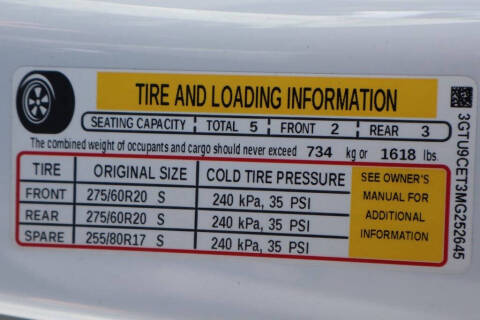 TIRE AND LOADING INFORMATION
SEATING CAPACITY TOTAL 5 FRONT 2 REAR 3
The combined weight of occupants and cargo should never exceed 734 kg or 1618 lbs.
TIRE ORIGINAL SIZE COLD TIRE PRESSURE
FRONT 275/60R20 S 240 kPa, 35 PSI
REAR 275/60R20 S 240 kPa, 35 PSI
SPARE 255/80R17 S 240 kPa, 35 PSI
SEE OWNER'S
MANUAL FOR
ADDITIONAL
INFORMATION
3GTU9CET3MG252645